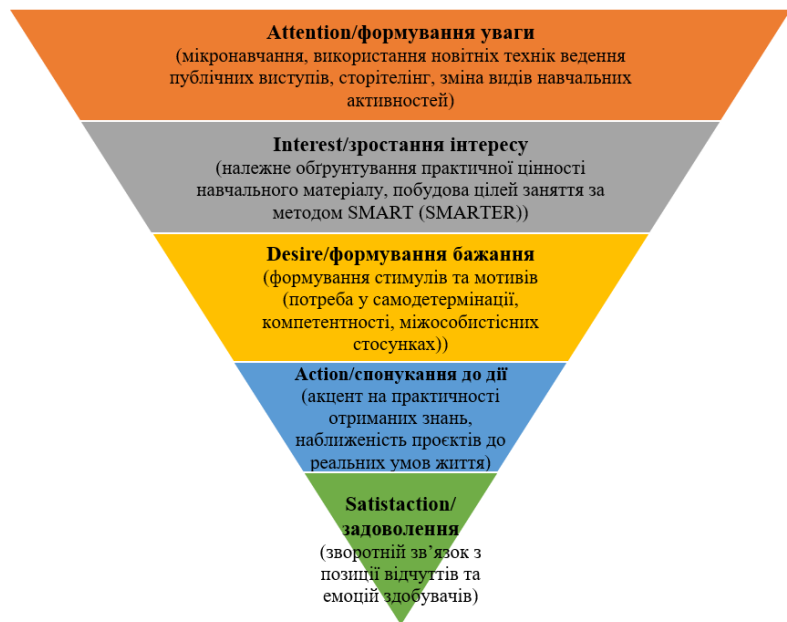 Attention/формування уваги
(мікронавчання, використання новітніх технік ведення
публічних виступів, сторітелінг, зміна видів навчальних
активностей)
Interest/зростання інтересу
(належне обґрунтування практичної цінності
навчального матеріалу, побудова цілей заняття за
методом SMART (SMARTER))
Desire/формування бажання
(формування стимулів та мотивів
(потреба у самодетермінації,
компетентності, міжособистісних
стосунках))
Action/спонукання до дії
(акцент на практичності
отриманих знань,
наближеність проєктів до
реальних умов життя)
Satistaction/
задоволення
(зворотній зв’язок з
позиції відчуттів та
емоцій здобувачів)